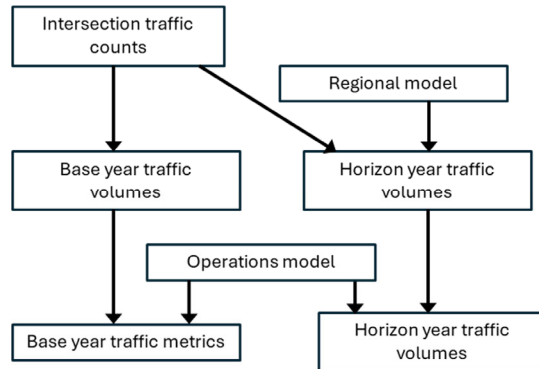 Intersection traffic
counts
Regional model
Base year traffic
volumes
Horizon year traffic
volumes
Operations model
Base year traffic metrics
Horizon year traffic
volumes